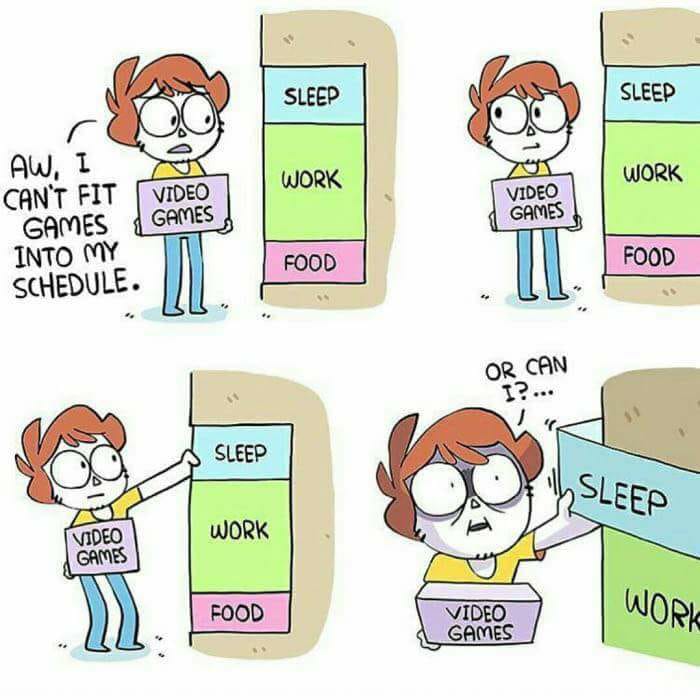 AW, I
CAN'T FIT
GAMES
INTO MY
SCHEDULE.
VIDEO
GAMES
SLEEP
WORK
FOOD
VIDEO
GAMES
SLEEP
WORK
FOOD
VIDEO
GAMES
SLEEP
WORK
FOOD
OR CAN
I?...
VIDEO
GAMES
SLEEP
WORK